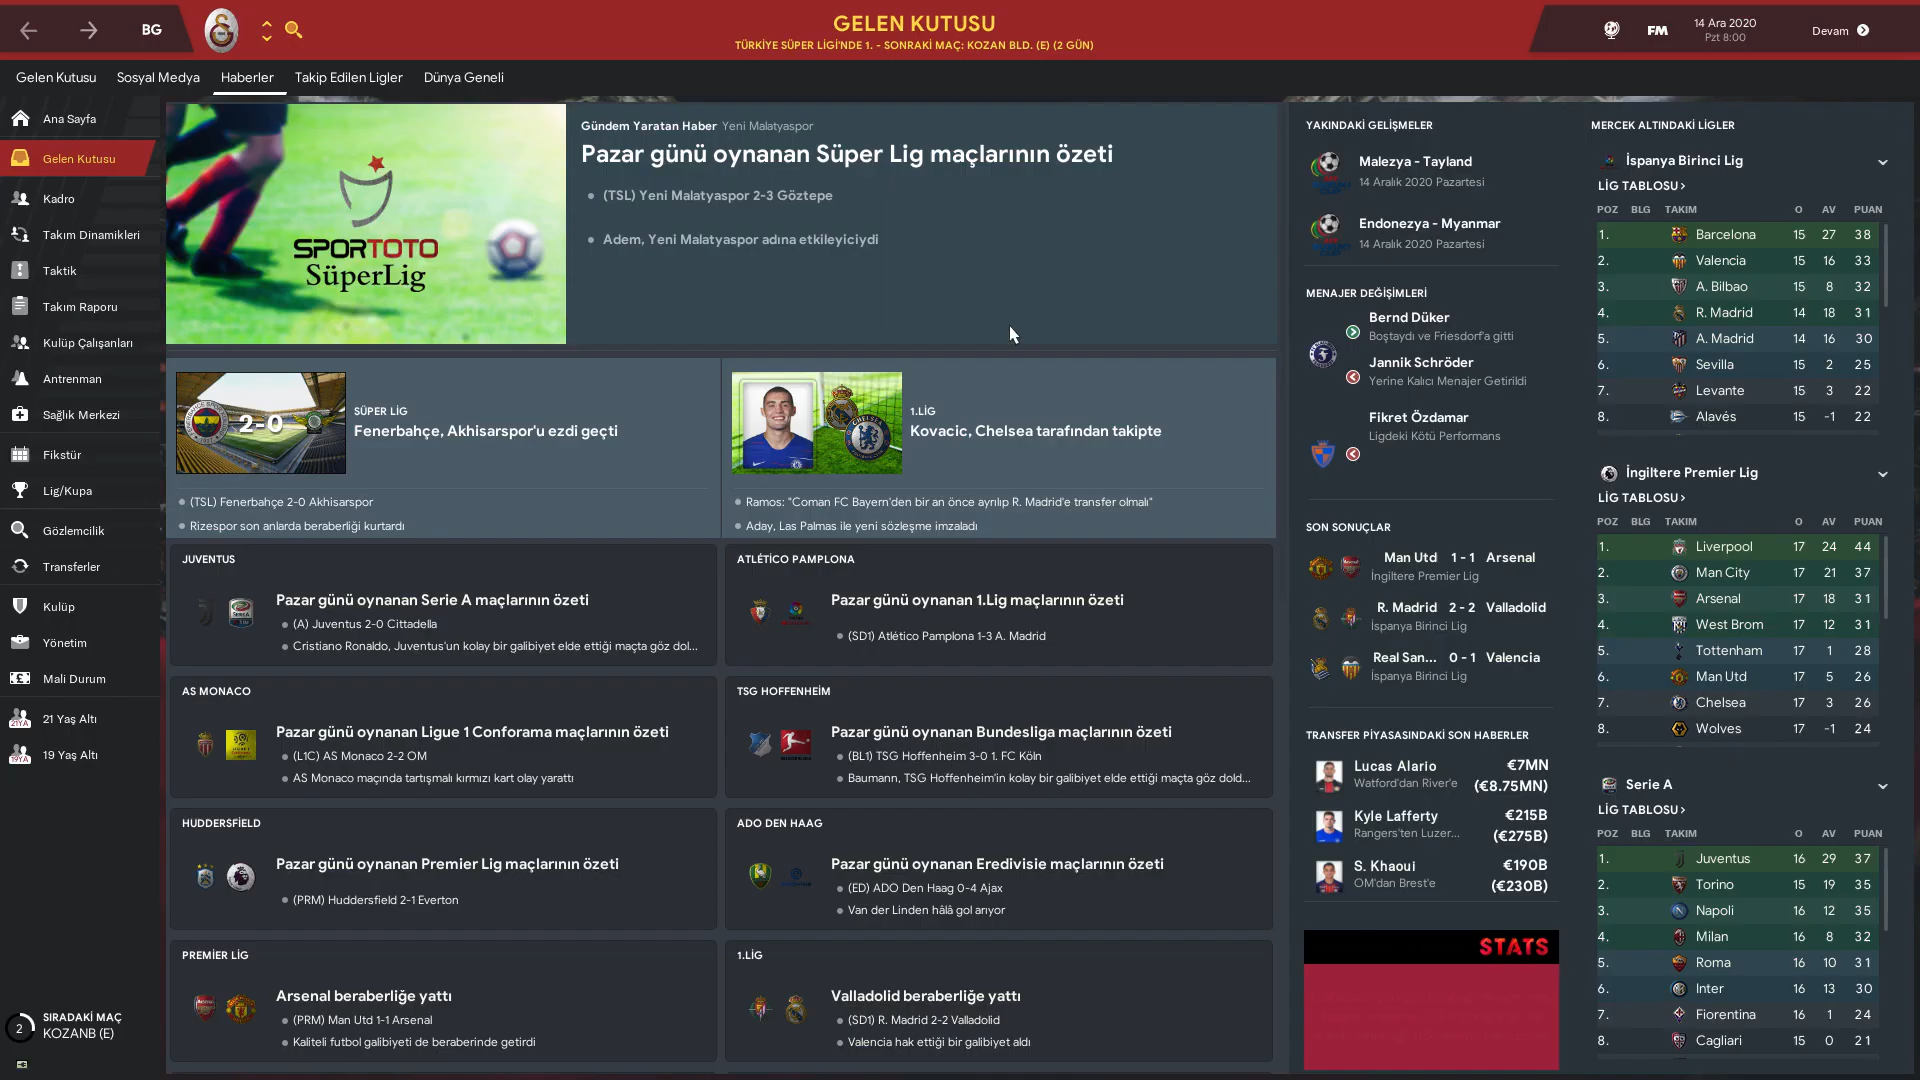 BG
GELEN KUTUSU
TÜRKİYE SÜPER LİGİ'NDE 1. - SONRAKİ MAÇ: KOZAN BLD. (E) (2 GÜN)
FM
14 Ara 2020
Pzt 8:00
Devam
Gelen Kutusu
Sosyal Medya
Haberler
Takip Edilen Ligler
Dünya Geneli
Ana Sayfa
Gelen Kutusu
Kadro
Takım Dinamikleri
Taktik
Takım Raporu
Kulüp Çalışanları
Antrenman
Sağlık Merkezi
Fikstür
Lig/Kupa
Gözlemcilik
Transferler
Kulüp
Yönetim
Mali Durum
21YA
21 Yaş Altı
19YA
19 Yaş Altı
2
SIRADAKİ MAÇ
KOZANB (E)
SPORTOTO
SüperLig
Gündem Yaratan Haber Yeni Malatyaspor
Pazar günü oynanan Süper Lig maçlarının özeti
(TSL) Yeni Malatyaspor 2-3 Göztepe
Adem, Yeni Malatyaspor adına etkileyiciydi
2-0
SÜPER LİG
Fenerbahçe, Akhisarspor'u ezdi geçti
(TSL) Fenerbahçe 2-0 Akhisarspor
Rizespor son anlarda beraberliği kurtardı
1.LİG
Kovacic, Chelsea tarafından takipte
Ramos: "Coman FC Bayern'den bir an önce ayrılıp R. Madrid'e transfer olmalı"
Aday, Las Palmas ile yeni sözleşme imzaladı
JUVENTUS
Pazar günü oynanan Serie A maçlarının özeti
(A) Juventus 2-0 Cittadella
Cristiano Ronaldo, Juventus'un kolay bir galibiyet elde ettiği maçta göz dol...
ATLÉTİCO PAMPLONA
Pazar günü oynanan 1.Lig maçlarının özeti
(SD1) Atlético Pamplona 1-3 A. Madrid
AS MONACO
Pazar günü oynanan Ligue 1 Conforama maçlarının özeti
(L1C) AS Monaco 2-2 OM
AS Monaco maçında tartışmalı kırmızı kart olay yarattı
TSG HOFFENHEİM
Pazar günü oynanan Bundesliga maçlarının özeti
(BL1) TSG Hoffenheim 3-0 1. FC Köln
Baumann, TSG Hoffenheim'in kolay bir galibiyet elde ettiği maçta göz dold...
HUDDERSFİELD
Pazar günü oynanan Premier Lig maçlarının özeti
(PRM) Huddersfield 2-1 Everton
ADO DEN HAAG
Pazar günü oynanan Eredivisie maçlarının özeti
(ED) ADO Den Haag 0-4 Ajax
Van der Linden hâlâ gol arıyor
PREMİER LİG
Arsenal beraberliğe yattı
(PRM) Man Utd 1-1 Arsenal
Kaliteli futbol galibiyeti de beraberinde getirdi
1.LİG
Valladolid beraberliğe yattı
(SD1) R. Madrid 2-2 Valladolid
Valencia hak ettiği bir galibiyet aldı
YAKINDAKİ GELİŞMELER
Malezya - Tayland
14 Aralık 2020 Pazartesi
Endonezya - Myanmar
14 Aralık 2020 Pazartesi
MENAJER DEĞİŞİMLERİ
Bernd Düker
Boştaydı ve Friesdorf'a gitti
Jannik Schröder
Yerine Kalıcı Menajer Getirildi
Fikret Özdamar
Ligdeki Kötü Performans
SON SONUÇLAR
Man Utd 1 - 1 Arsenal
İngiltere Premier Lig
R. Madrid 2 - 2 Valladolid
İspanya Birinci Lig
Real San... 0 - 1 Valencia
İspanya Birinci Lig
TRANSFER PİYASASINDAKİ SON HABERLER
Lucas Alario €7MN
Watford'dan River'e (€8.75MN)
Kyle Lafferty €215B
Rangers'ten Luzer... (€275B)
S. Khaoui €190B
OM'dan Brest'e (€230B)
STATS
MERCEK ALTINDAKİ LİGLER
İspanya Birinci Lig
LİG TABLOSU
POZ BLG TAKIM O AV PUAN
1. Barcelona 15 27 38
2. Valencia 15 16 33
3. A. Bilbao 15 8 32
4. R. Madrid 14 18 31
5. A. Madrid 14 16 30
6. Sevilla 15 2 25
7. Levante 15 3 22
8. Alavés 15 -1 22
İngiltere Premier Lig
LİG TABLOSU
POZ BLG TAKIM O AV PUAN
1. Liverpool 17 24 44
2. Man City 17 21 37
3. Arsenal 17 18 31
4. West Brom 17 12 31
5. Tottenham 17 1 28
6. Man Utd 17 5 26
7. Chelsea 17 3 26
8. Wolves 17 -1 24
Serie A
LİG TABLOSU
POZ BLG TAKIM O AV PUAN
1. Juventus 16 29 37
2. Torino 15 19 35
3. Napoli 16 12 35
4. Milan 16 8 32
5. Roma 16 10 31
6. Inter 16 13 30
7. Fiorentina 16 1 24
8. Cagliari 15 0 21